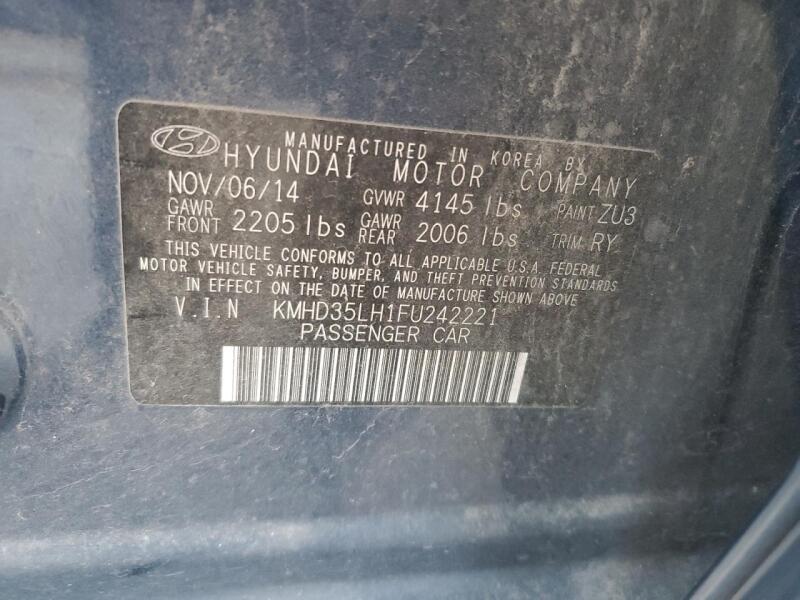 MANUFACTURED IN KOREA BY
HYUNDAI MOTOR COMPANY
NOV/06/14 GVWR 4145 lbs PAINT ZU3
GAWR FRONT 2205 lbs GAWR REAR 2006 lbs TRIM RY
THIS VEHICLE CONFORMS TO ALL APPLICABLE U.S.A. FEDERAL
MOTOR VEHICLE SAFETY, BUMPER, AND THEFT PREVENTION STANDARDS
IN EFFECT ON THE DATE OF MANUFACTURE SHOWN ABOVE.
V.I.N KMHD35LH1FU242221
PASSENGER CAR